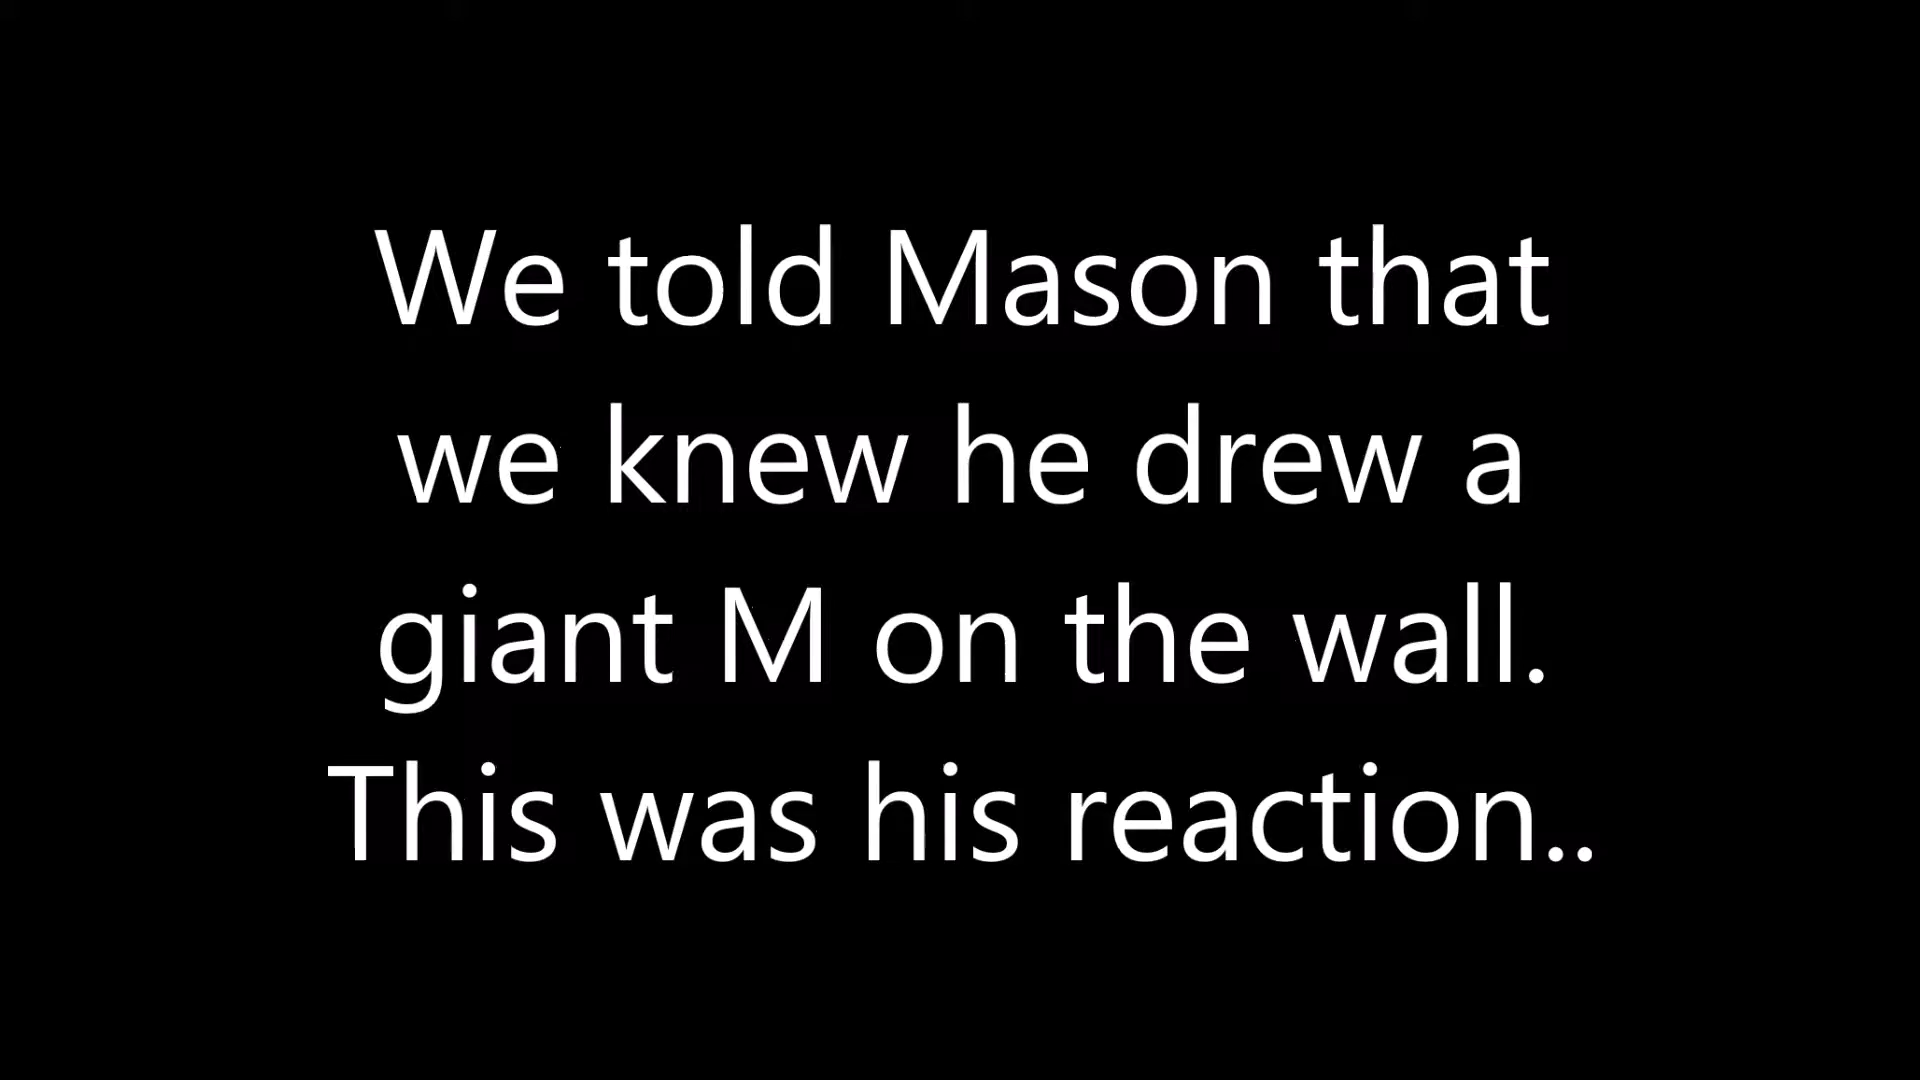 We told Mason that
we knew he drew a
giant M on the wall.
This was his reaction..